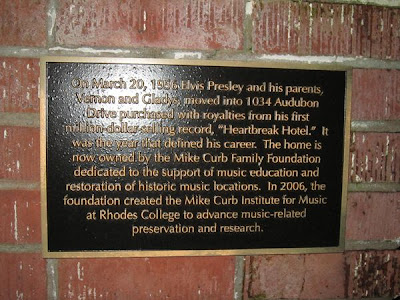 On March 20, 1956 Elvis Presley and his parents,
Vernon and Gladys, moved into 1034 Audubon
Drive purchased with royalties from his first
million-dollar-selling record, "Heartbreak Hotel." It
was the year that defined his career. The home is
now owned by the Mike Curb Family Foundation
dedicated to the support of music education and
restoration of historic music locations. In 2006, the
foundation created the Mike Curb Institute for Music
at Rhodes College to advance music-related
preservation and research.